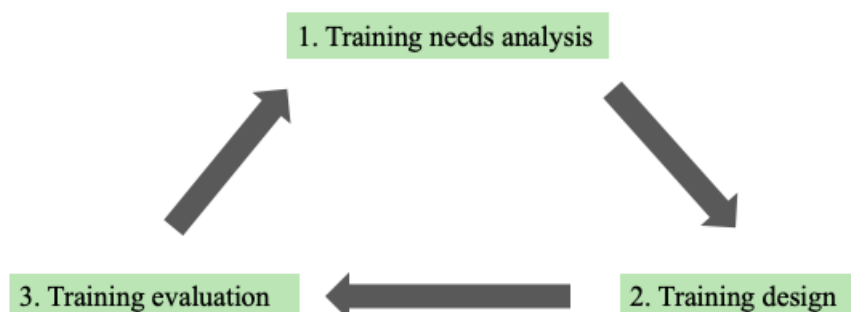 1. Training needs analysis
3. Training evaluation
2. Training design